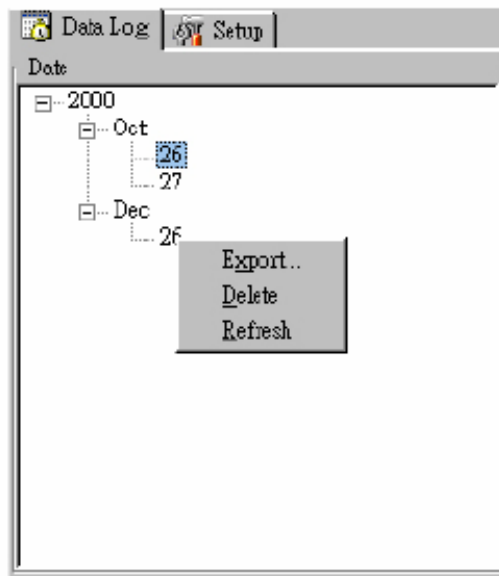 Data Log Setup
Date
2000
Oct
26
27
Dec
26
Export..
Delete
Refresh